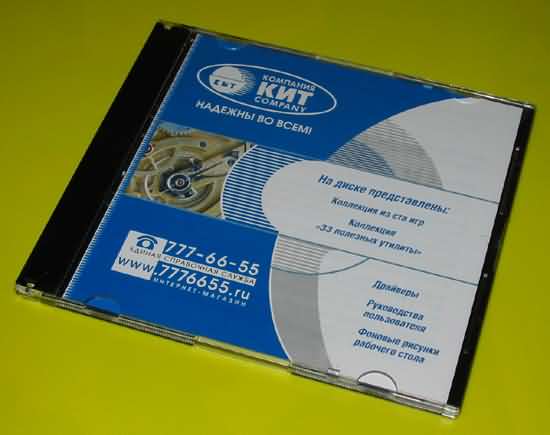 КОМПАНИЯ
КИТ
COMPANY
КИТ
НАДЕЖНЫ ВО ВСЕМ!
На диске представлены:
Коллекция из ста игр
Коллекция
«33 полезных утилиты»
Драйверы
Руководства
пользователя
Фоновые рисунки
рабочего стола
777-66-55
ЕДИНАЯ СПРАВОЧНАЯ СЛУЖБА
www.7776655.ru
ИНТЕРНЕТ-МАГАЗИН